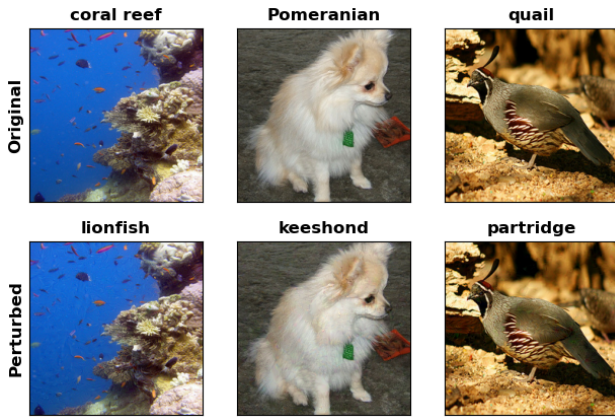 coral reef Pomeranian quail
Original
lionfish keeshond partridge
Perturbed